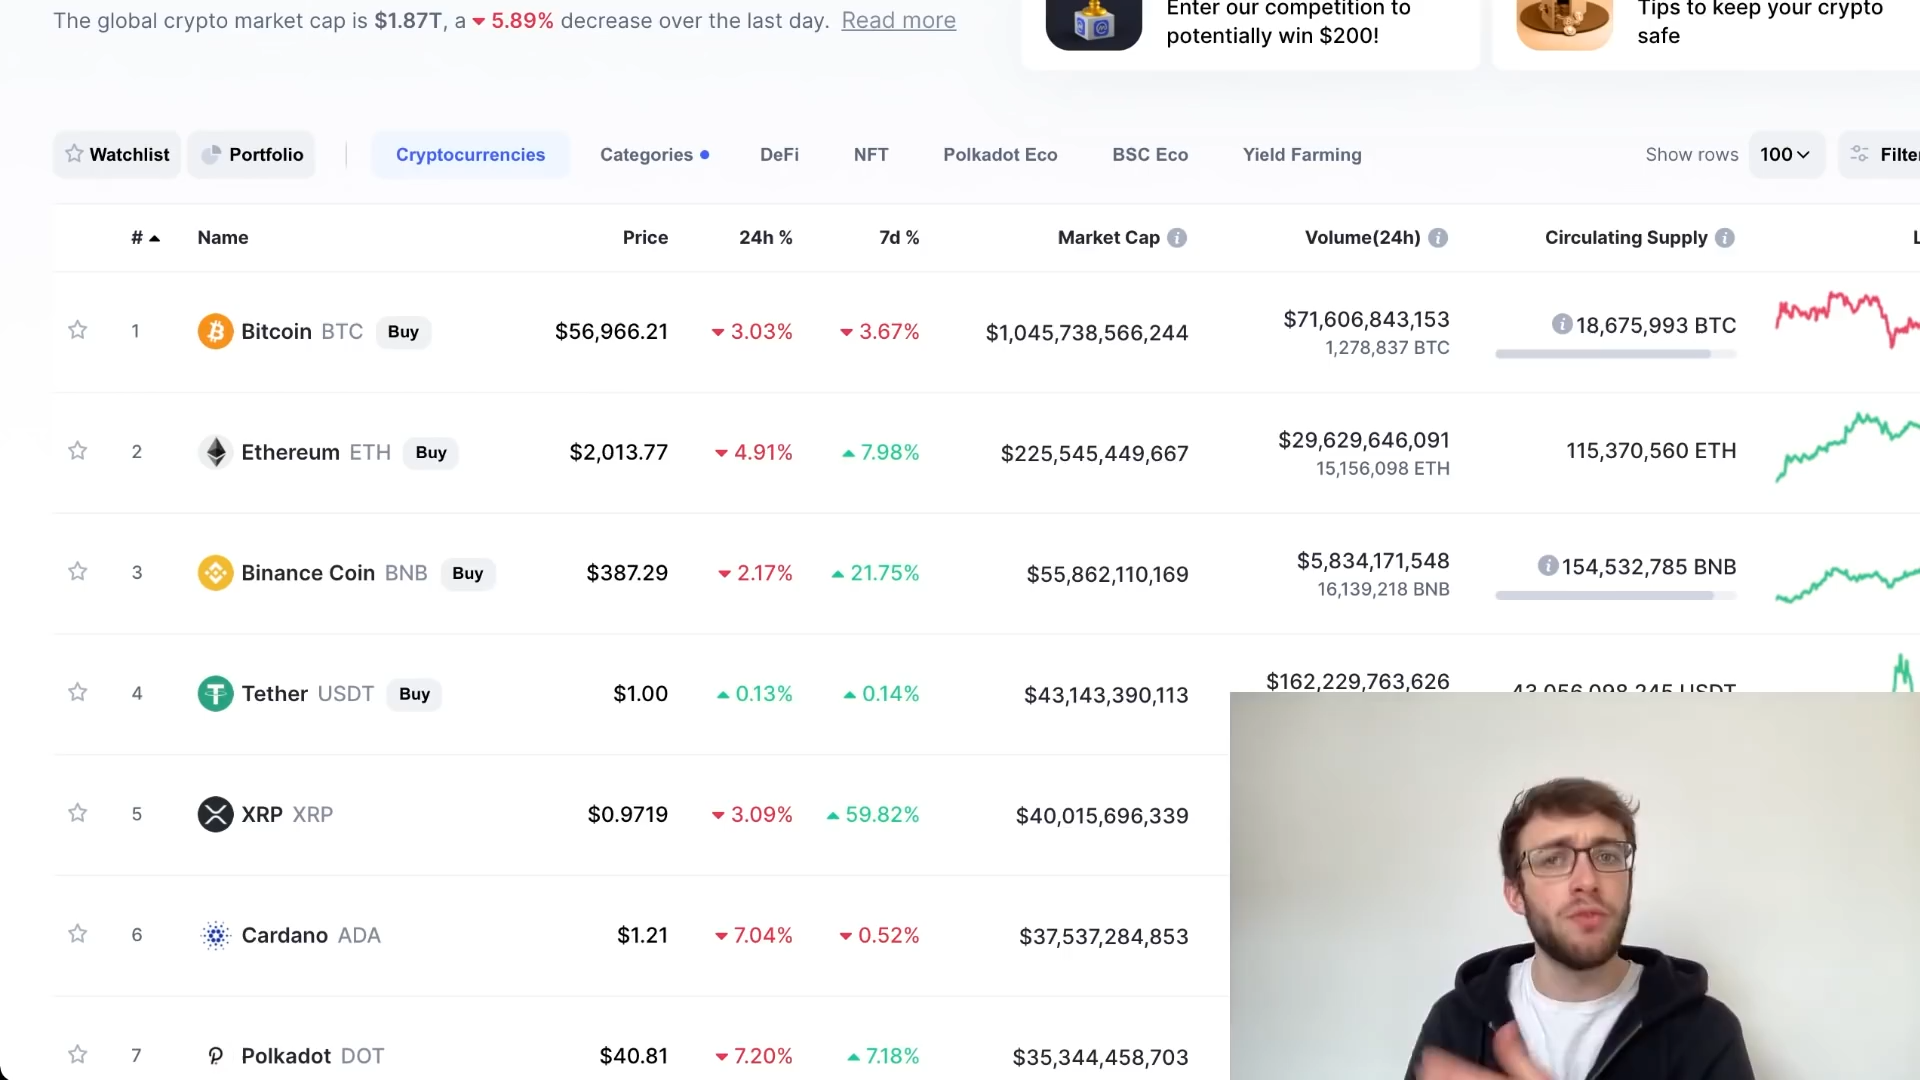 The global crypto market cap is $1.87T, a 5.89% decrease over the last day. Read more
Enter our competition to
potentially win $200!
Tips to keep your crypto
safe
Watchlist Portfolio Cryptocurrencies Categories DeFi NFT Polkadot Eco BSC Eco Yield Farming Show rows 100
# Name Price 24h % 7d % Market Cap Volume(24h) Circulating Supply
1 Bitcoin BTC Buy $56,966.21 3.03% 3.67% $1,045,738,566,244 $71,606,843,153 18,675,993 BTC
1,278,837 BTC
2 Ethereum ETH Buy $2,013.77 4.91% 7.98% $225,545,449,667 $29,629,646,091 115,370,560 ETH
15,156,098 ETH
3 Binance Coin BNB Buy $387.29 2.17% 21.75% $55,862,110,169 $5,834,171,548 154,532,785 BNB
16,139,218 BNB
4 Tether USDT Buy $1.00 0.13% 0.14% $43,143,390,113 $162,229,763,626 43,056,098,245 USDT
5 XRP XRP $0.9719 3.09% 59.82% $40,015,696,339
6 Cardano ADA $1.21 7.04% 0.52% $37,537,284,853
7 Polkadot DOT $40.81 7.20% 7.18% $35,344,458,703